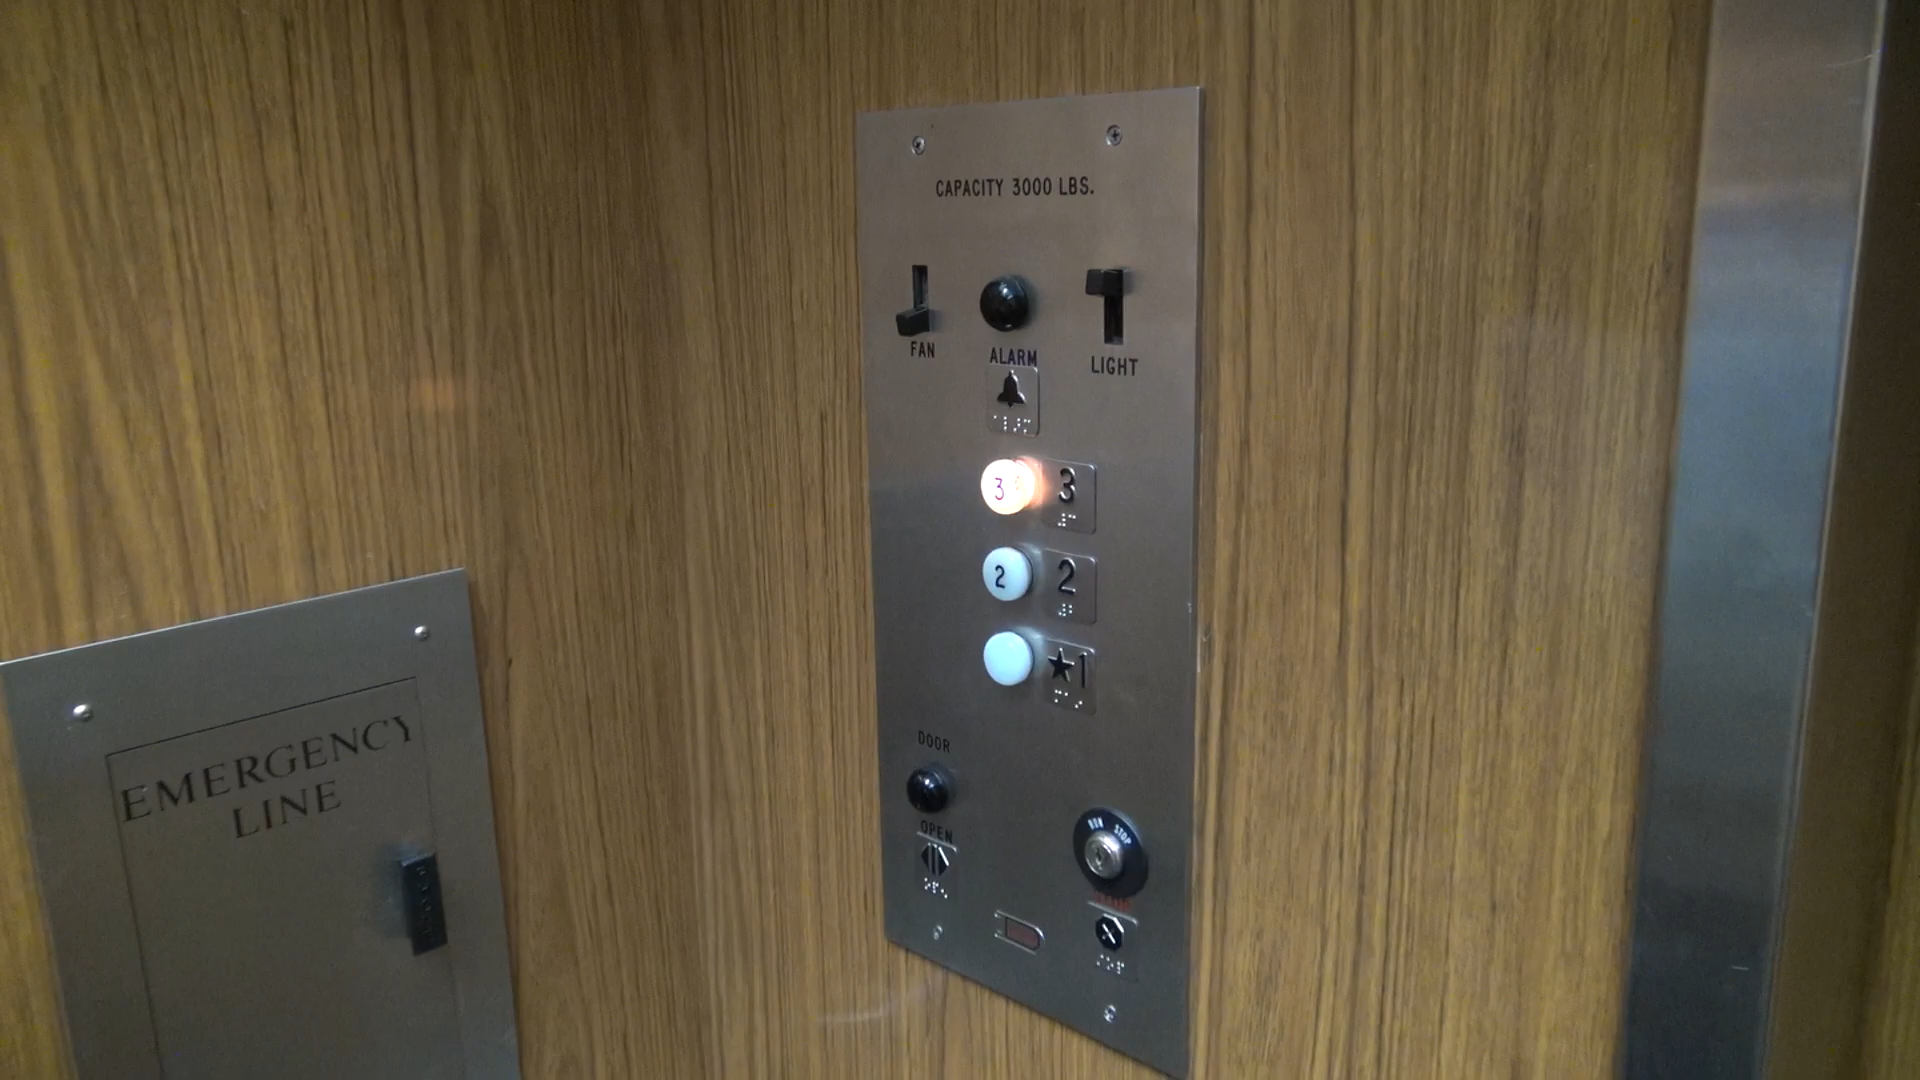 CAPACITY 3000 LBS.
FAN
ALARM
LIGHT
3 3
2 2
★1
DOOR
OPEN
RUN STOP
EMERGENCY
LINE